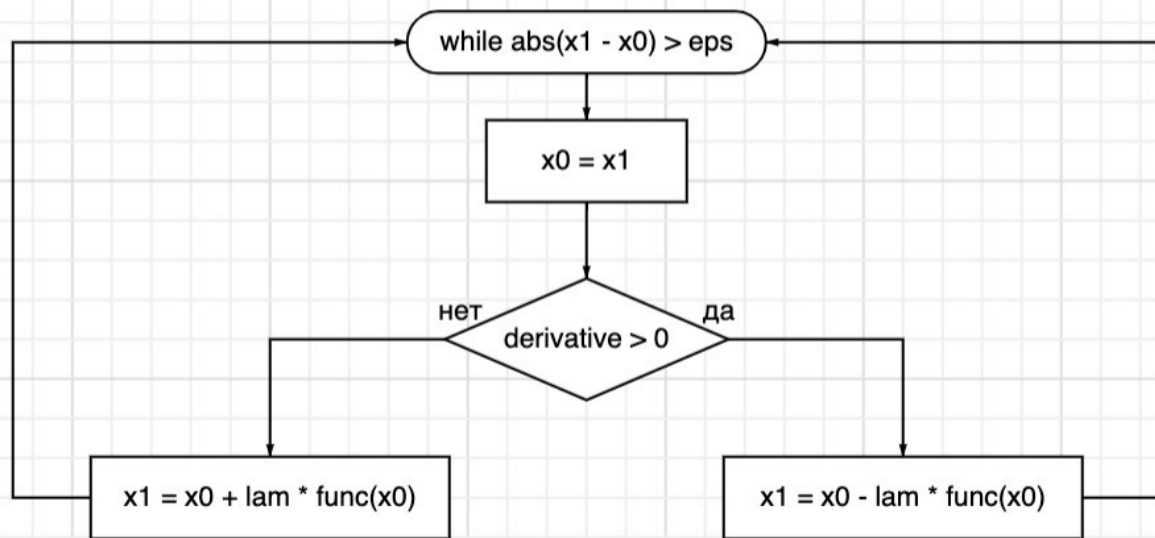 while abs(x1 - x0) > eps
x0 = x1
нет
да
derivative > 0
x1 = x0 + lam * func(x0)
x1 = x0 - lam * func(x0)